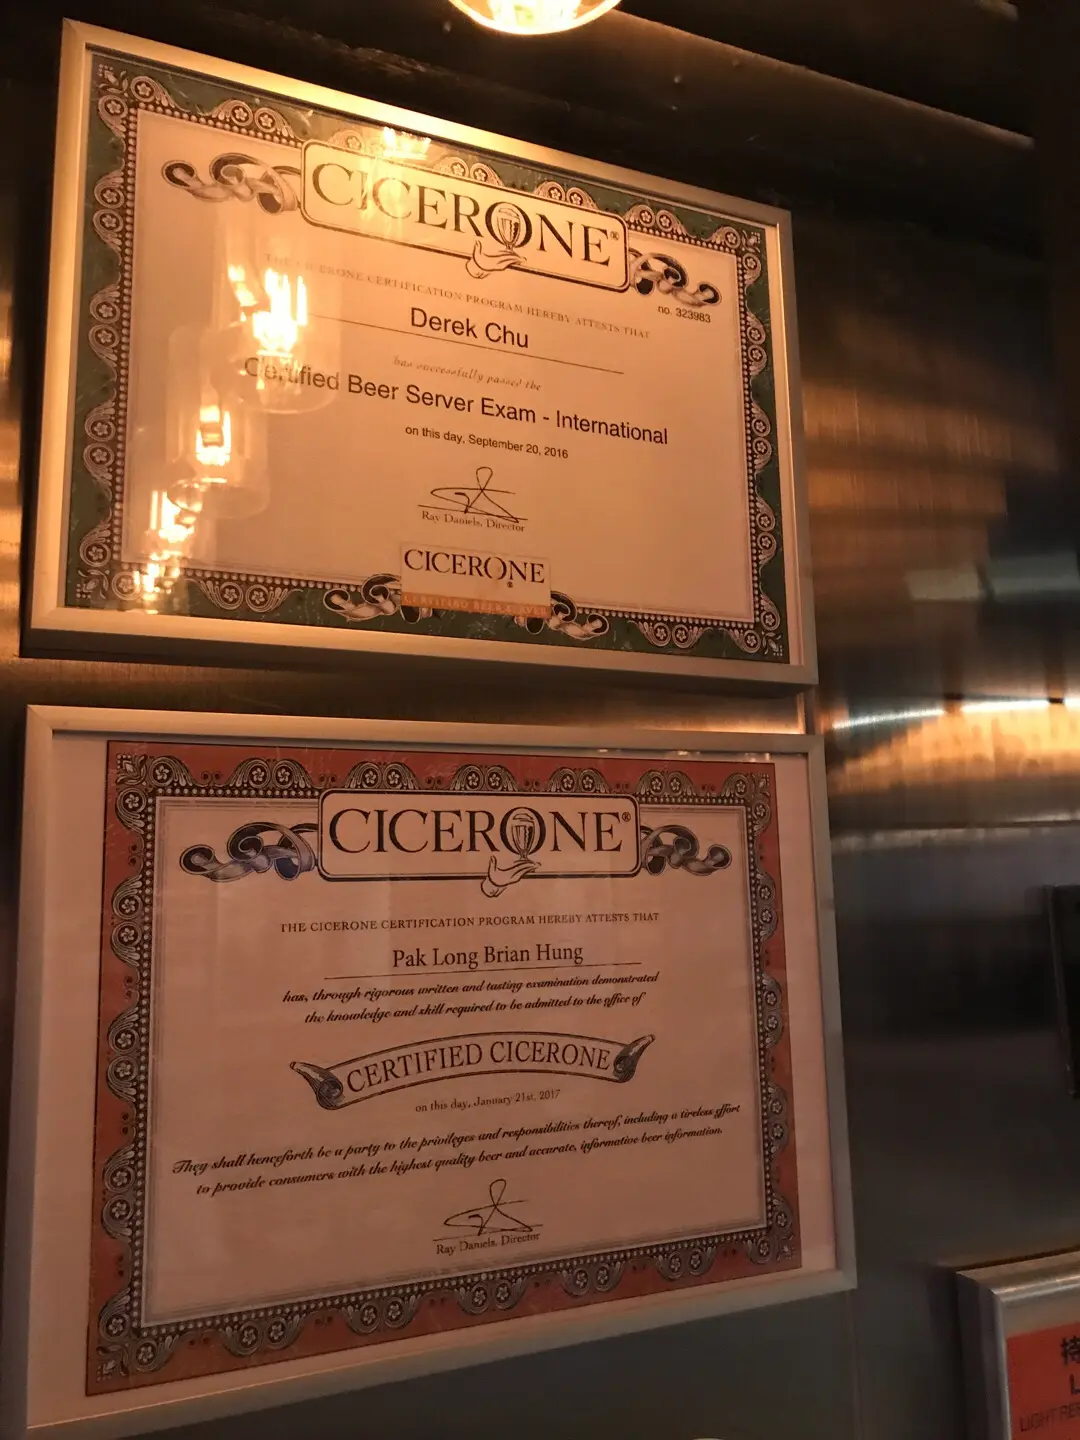 CICERONE®
THE CICERONE CERTIFICATION PROGRAM HEREBY ATTESTS THAT
no. 323983
Derek Chu
has successfully passed the
Certified Beer Server Exam - International
on this day, September 20, 2016
Ray Daniels, Director
CICERONE®
CERTIFIED BEER SERVER
CICERONE®
THE CICERONE CERTIFICATION PROGRAM HEREBY ATTESTS THAT
Pak Long Brian Hung
has, through rigorous written and tasting examination demonstrated
the knowledge and skill required to be admitted to the office of
CERTIFIED CICERONE
on this day, January 21st, 2017
They shall henceforth be a party to the privileges and responsibilities thereof, including a tireless effort
to provide consumers with the highest quality beer and accurate, informative beer information.
Ray Daniels, Director
LIGHT